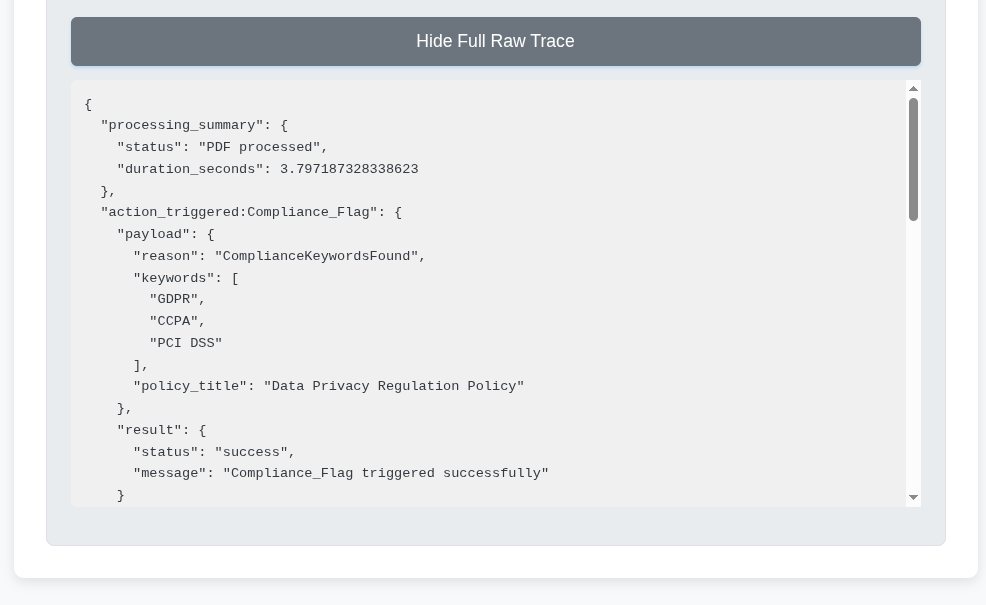 Hide Full Raw Trace
{
  "processing_summary": {
    "status": "PDF processed",
    "duration_seconds": 3.797187328338623
  },
  "action_triggered:Compliance_Flag": {
    "payload": {
      "reason": "ComplianceKeywordsFound",
      "keywords": [
        "GDPR",
        "CCPA",
        "PCI DSS"
      ],
      "policy_title": "Data Privacy Regulation Policy"
    },
    "result": {
      "status": "success",
      "message": "Compliance_Flag triggered successfully"
    }